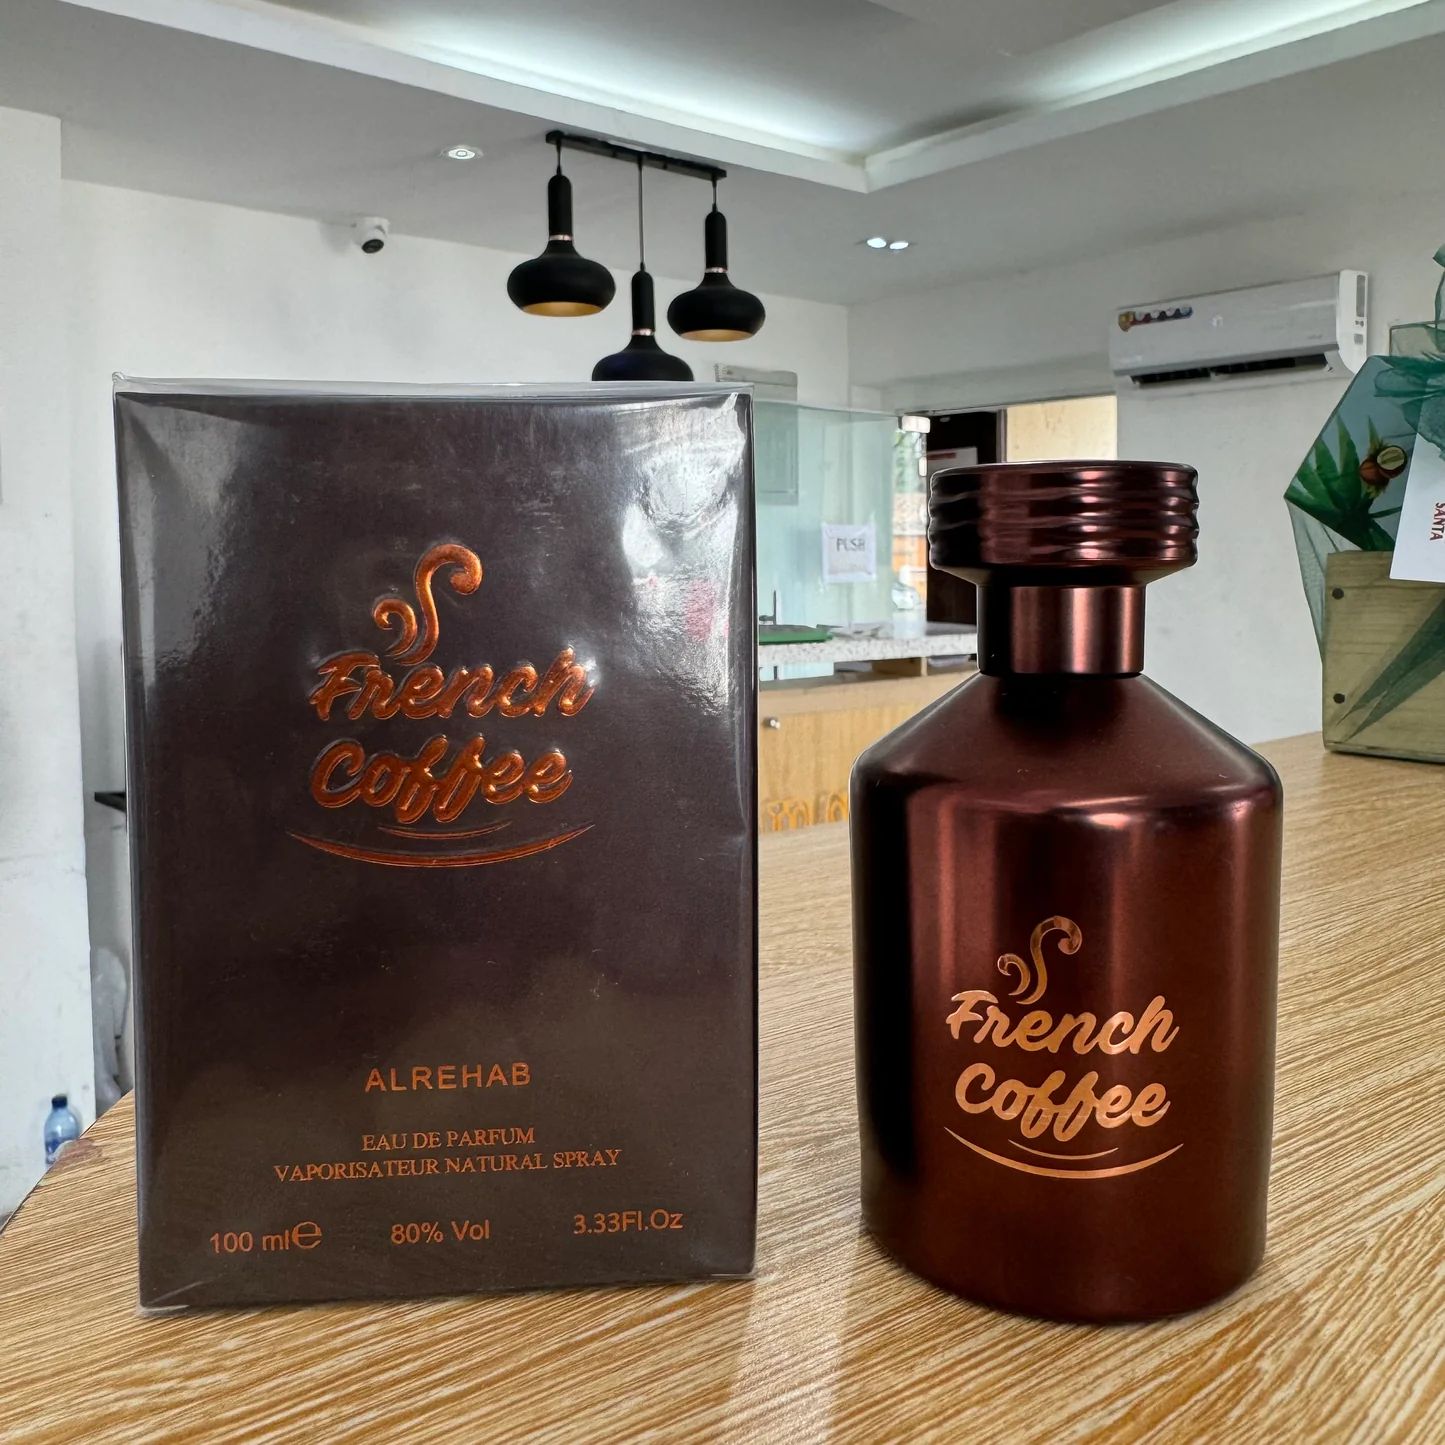 French
Coffee
ALREHAB
EAU DE PARFUM
VAPORISATEUR NATURAL SPRAY
100 ml℮
80% Vol
3.33Fl.Oz
French
Coffee
PUSH
SANTA